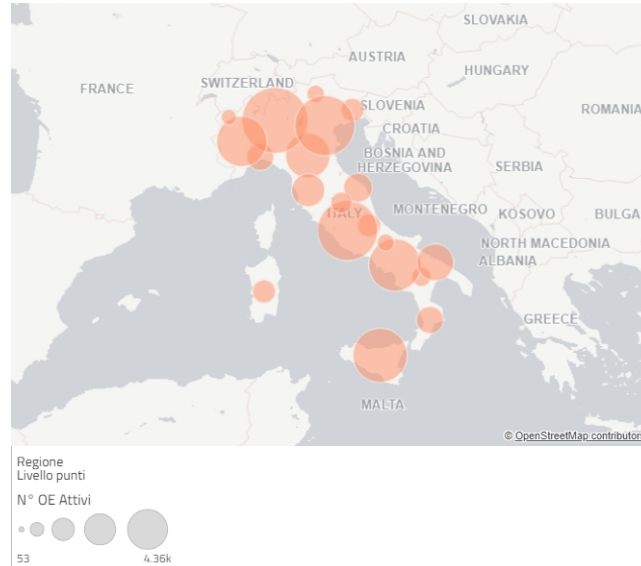 SLOVAKIA
AUSTRIA
HUNGARY
FRANCE
SWITZERLAND
ROMANIA
SLOVENIA
CROATIA
BOSNIA AND
HERZEGOVINA
SERBIA
ITALY
MONTENEGRO
KOSOVO
BULGA
NORTH MACEDONIA
ALBANIA
GREECE
MALTA
© OpenStreetMap contributors
Regione
Livello punti
N° OE Attivi
53
4.36k